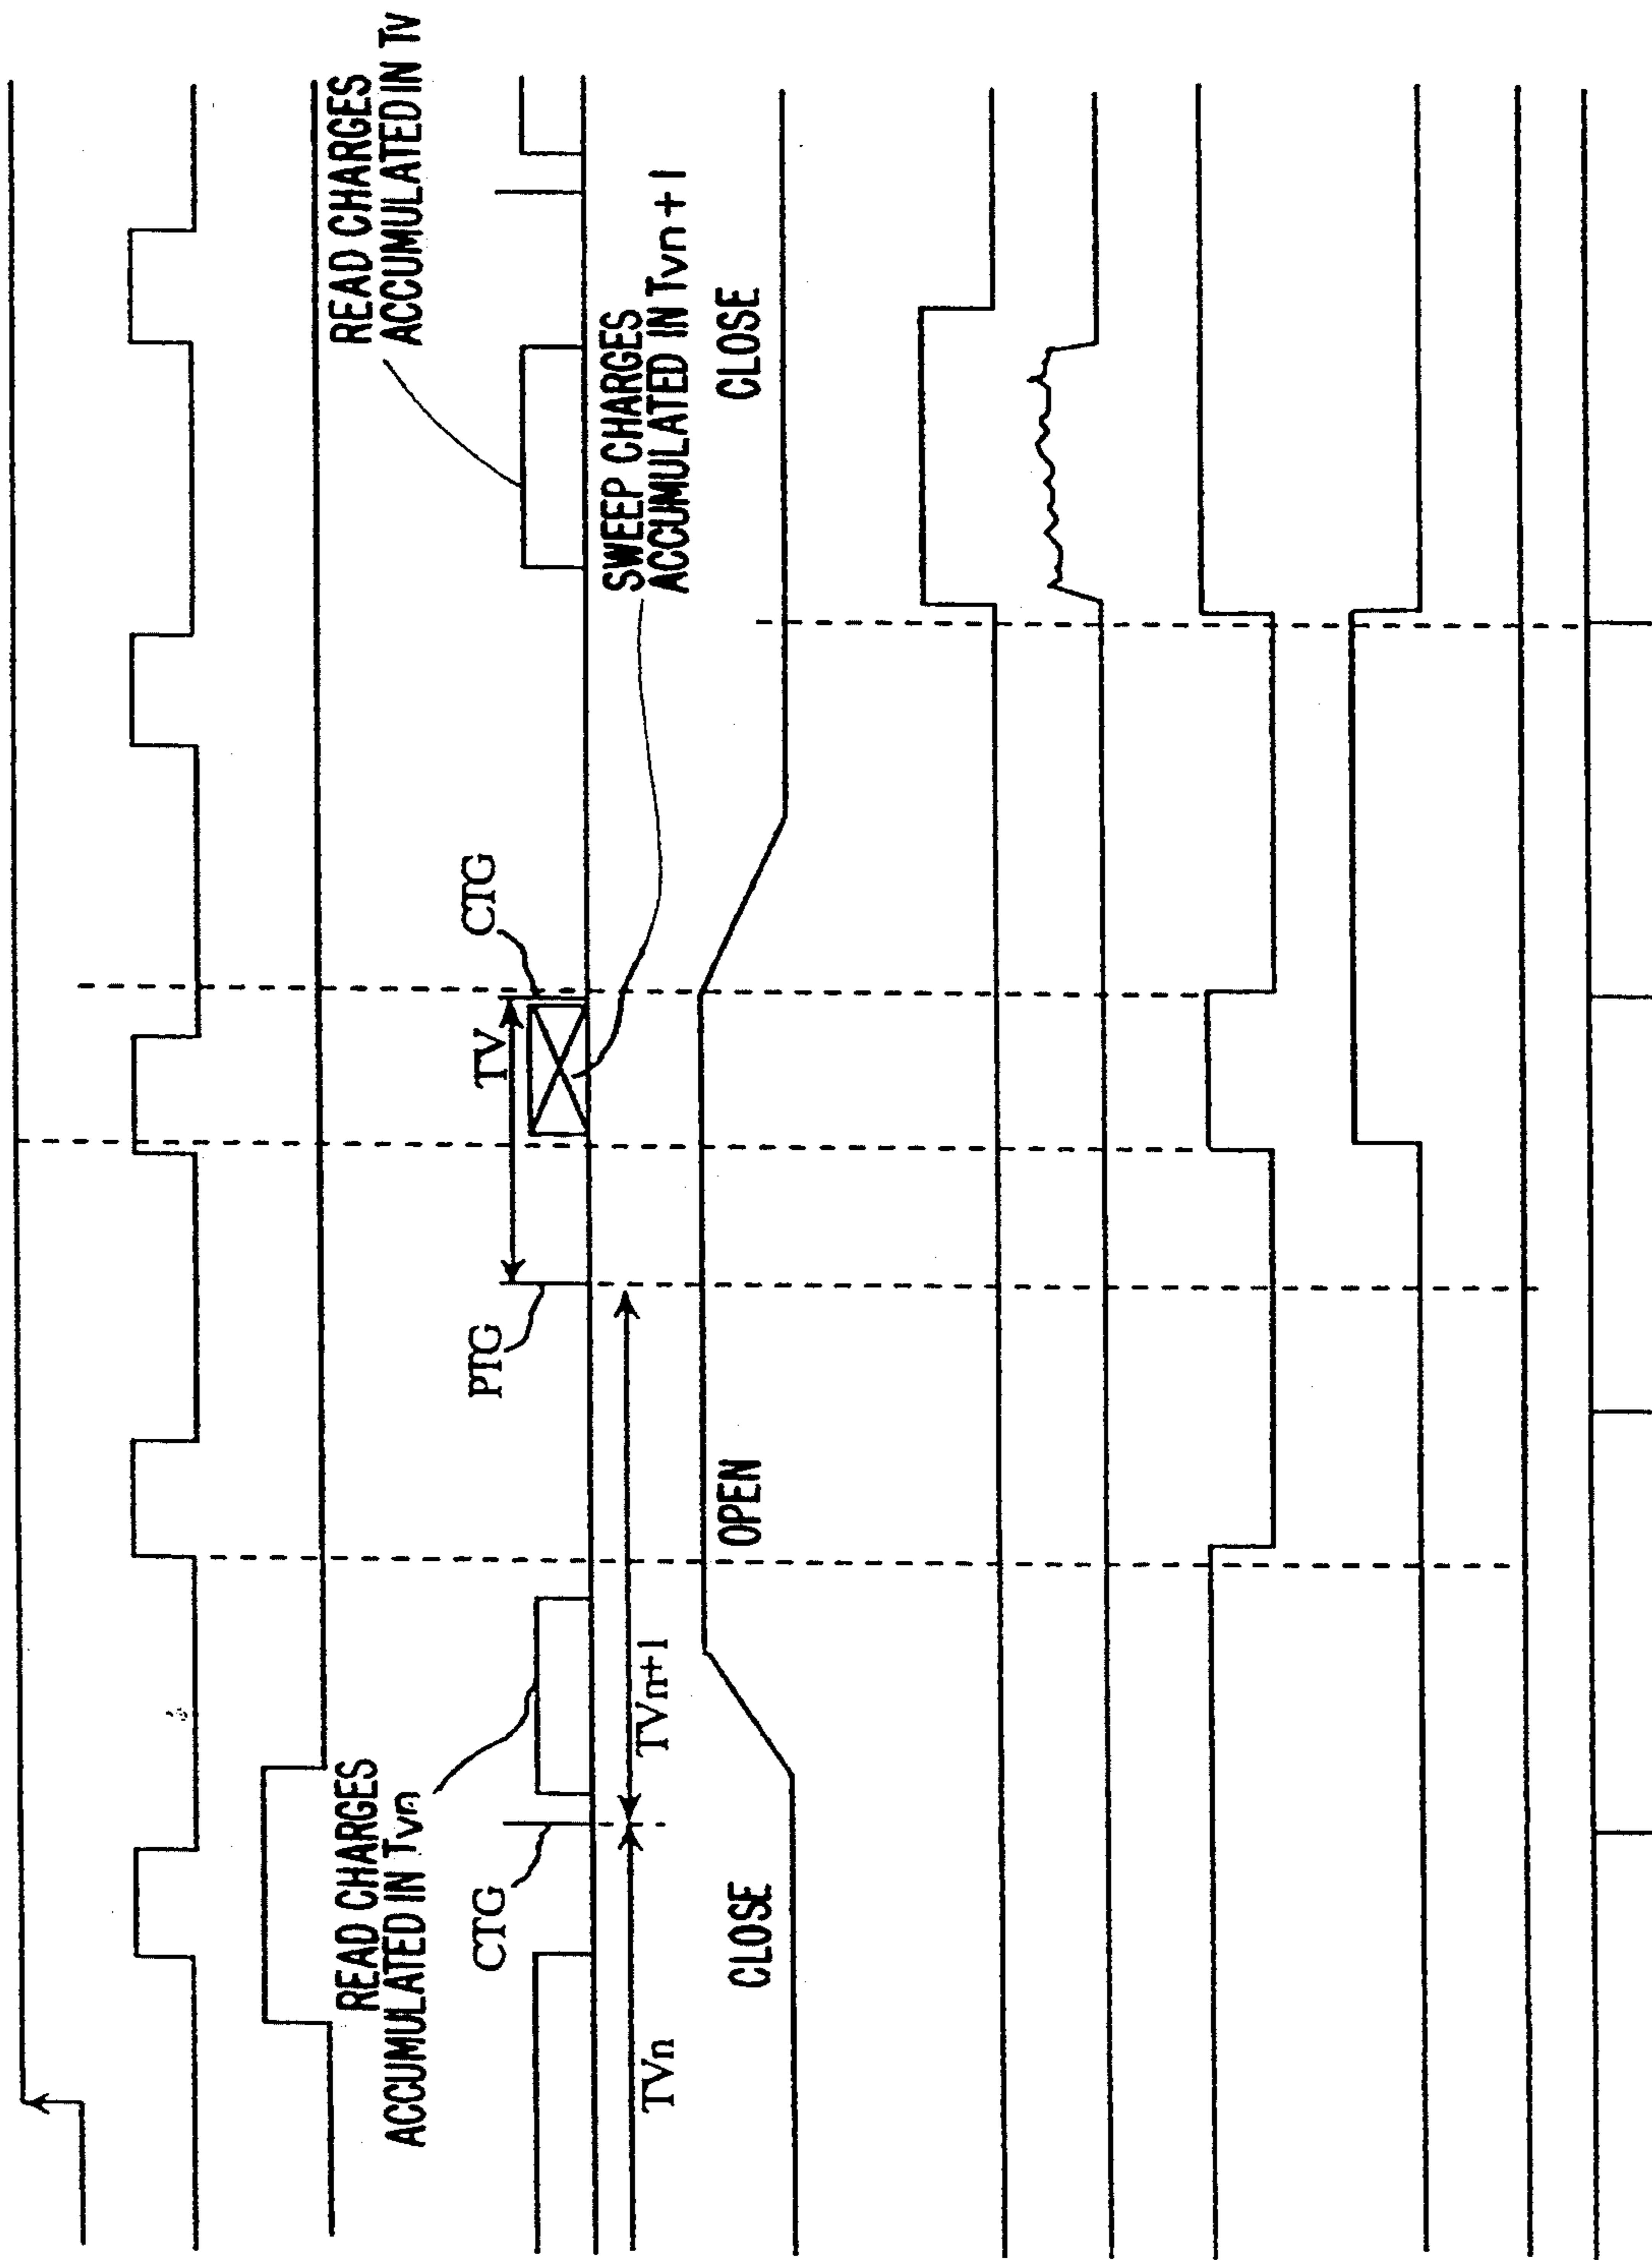 READ CHARGES
ACCUMULATED IN Tvn
READ CHARGES
ACCUMULATED IN Tv
CTG
PTG
TV
CTG
SWEEP CHARGES
ACCUMULATED IN Tvn+1
TVn
TVn+1
CLOSE
OPEN
CLOSE